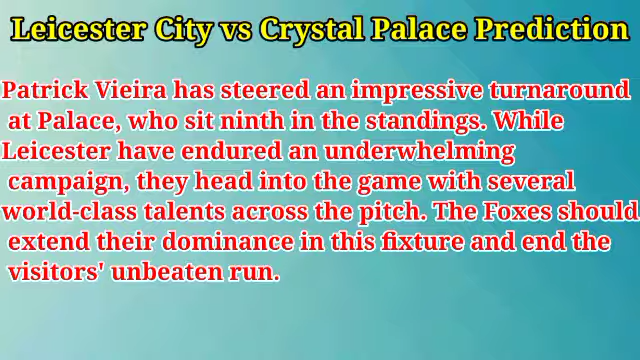 Leicester City vs Crystal Palace Prediction
Patrick Vieira has steered an impressive turnaround
at Palace, who sit ninth in the standings. While
Leicester have endured an underwhelming
campaign, they head into the game with several
world-class talents across the pitch. The Foxes should
extend their dominance in this fixture and end the
visitors' unbeaten run.